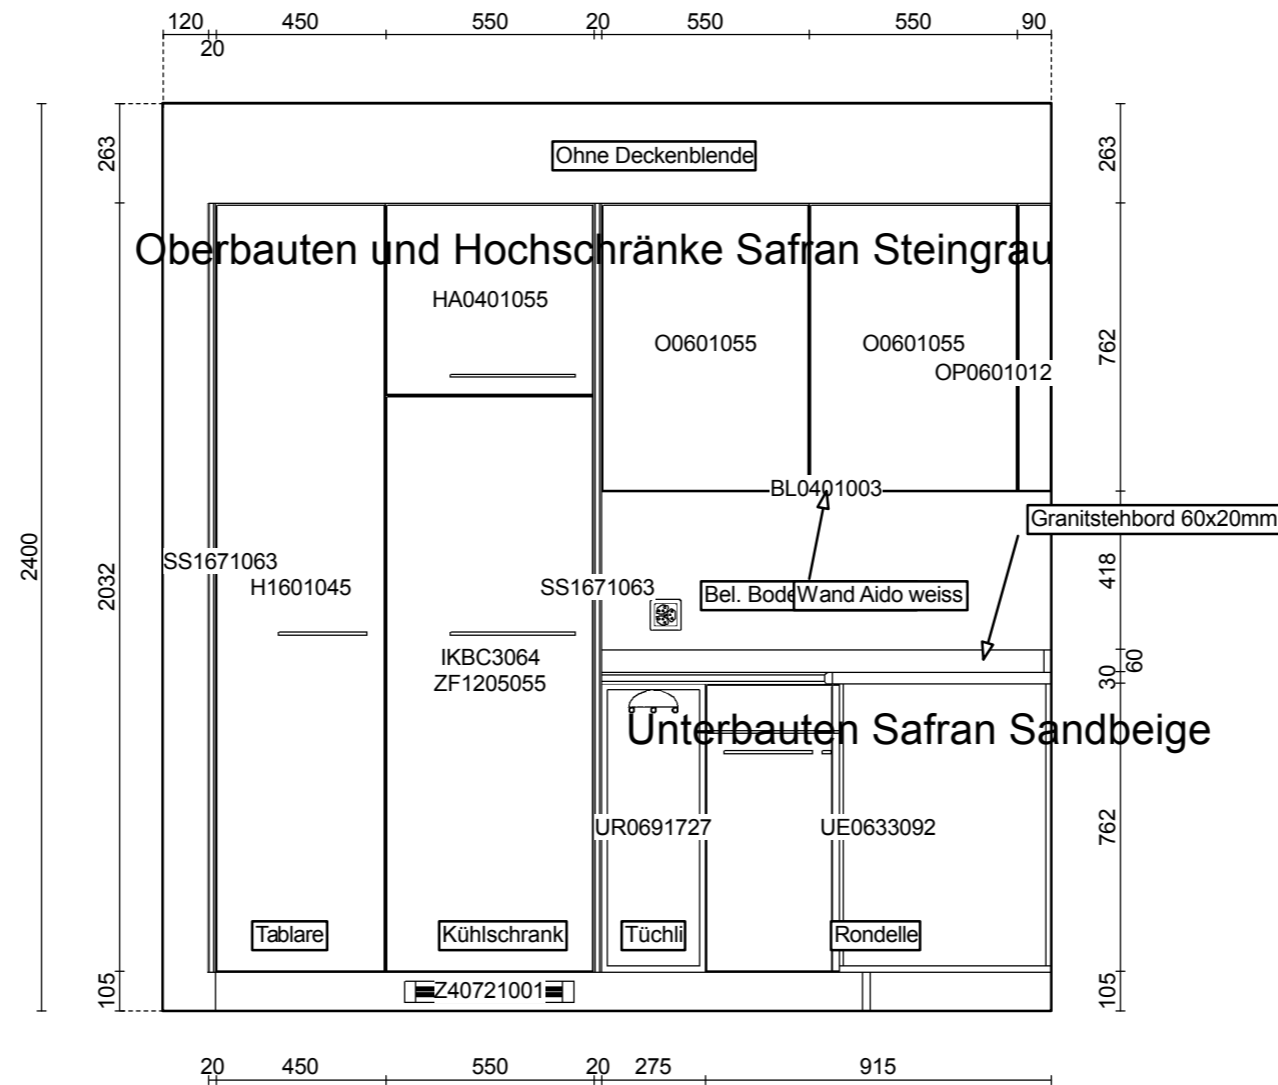 120 450 550 20 550 550 90
20
263
263
Ohne Deckenblende
Oberbauten und Hochschränke Safran Steingrau
HA0401055
O0601055
O0601055
OP0601012
762
BL0401003
Granitstehbord 60x20mm
2400
2032
SS1671063
H1601045
SS1671063
Bel. Bode
Wand Aido weiss
418
IKBC3064
ZF1205055
60
30
Unterbauten Safran Sandbeige
UR0691727
UE0633092
762
Tablare
Kühlschrank
Tüchli
Rondelle
105
Z40721001
105
20 450 550 20 275 915